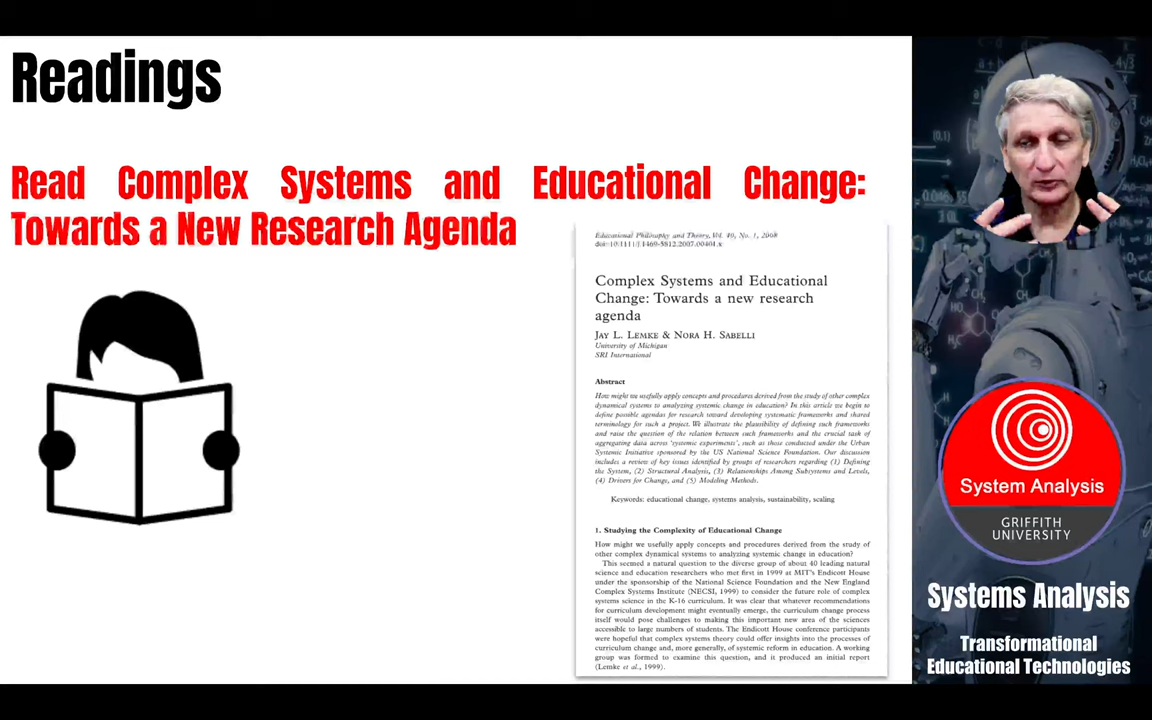 Readings
Read Complex Systems and Educational Change:
Towards a New Research Agenda
Educational Philosophy and Theory, Vol. 40, No. 1, 2008
doi=10.1111/j.1469-5812.2007.00401.x
Complex Systems and Educational
Change: Towards a new research
agenda
Jay L. Lemke & Nora H. Sabelli
University of Michigan
SRI International
Abstract
How might we usefully apply concepts and procedures derived from the study of other complex
dynamical systems to analyzing systemic change in education? In this article we begin to
define possible agendas for research toward developing systematic frameworks and shared
terminology for such a project. We illustrate the plausibility of defining such frameworks
and raise the question of the relation between such frameworks and the crucial task of
aggregating data across 'systemic experiments', such as those conducted under the Urban
Systemic Initiative sponsored by the US National Science Foundation. Our discussion
includes a review of key issues identified by groups of researchers regarding (1) Defining
the System, (2) Structural Analysis, (3) Relationships Among Subsystems and Levels,
(4) Drivers for Change, and (5) Modeling Methods.
Keywords: educational change, systems analysis, sustainability, scaling
1. Studying the Complexity of Educational Change
How might we usefully apply concepts and procedures derived from the study of
other complex dynamical systems to analyzing systemic change in education?
This seemed a natural question to the diverse group of about 40 leading natural
science and education researchers who met first in 1999 at MIT's Endicott House
under the sponsorship of the National Science Foundation and the New England
Complex Systems Institute (NECSI, 1999) to consider the future role of complex
systems science in the K-16 curriculum. It was clear that whatever recommendations
for curriculum development might eventually emerge, the curriculum change process
itself would pose challenges to making this important new area of the sciences
accessible to large numbers of students. The Endicott House conference participants
were hopeful that complex systems theory could offer insights into the processes of
curriculum change and, more generally, of systemic reform in education. A working
group was formed to examine this question, and it produced an initial report
(Lemke et al., 1999).
System Analysis
GRIFFITH
UNIVERSITY
Systems Analysis
Transformational
Educational Technologies